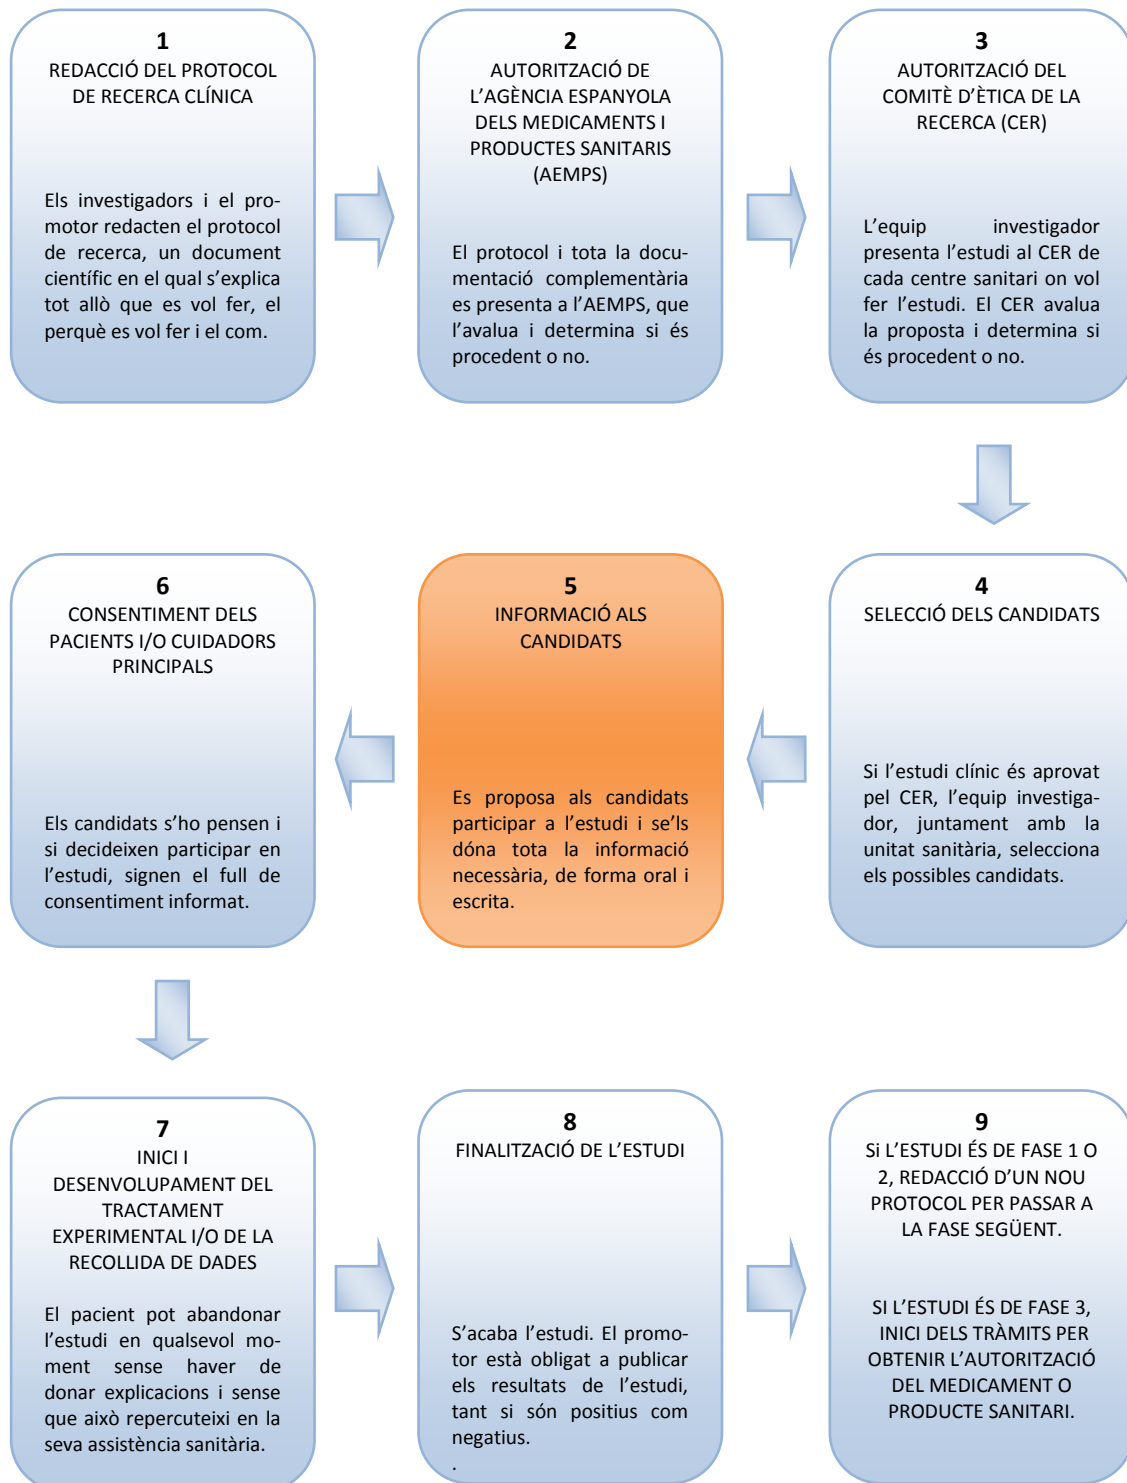 1
REDACCIÓ DEL PROTOCOL
DE RECERCA CLÍNICA
Els investigadors i el pro-
motor redacten el protocol
de recerca, un document
científic en el qual s'explica
tot allò que es vol fer, el
perquè es vol fer i el com.
2
AUTORITZACIÓ DE
L'AGÈNCIA ESPANYOLA
DELS MEDICAMENTS I
PRODUCTES SANITARIS
(AEMPS)
El protocol i tota la docu-
mentació complementària
es presenta a l'AEMPS, que
l'avalua i determina si és
procedent o no.
3
AUTORITZACIÓ DEL
COMITÈ D'ÈTICA DE LA
RECERCA (CER)
L'equip investigador
presenta l'estudi al CER de
cada centre sanitari on vol
fer l'estudi. El CER avalua
la proposta i determina si
és procedent o no.
4
SELECCIÓ DELS CANDIDATS
Si l'estudi clínic és aprovat
pel CER, l'equip investiga-
dor, juntament amb la
unitat sanitària, selecciona
els possibles candidats.
5
INFORMACIÓ ALS
CANDIDATS
Es proposa als candidats
participar a l'estudi i se'ls
dóna tota la informació
necessària, de forma oral i
escrita.
6
CONSENTIMENT DELS
PACIENTS I/O CUIDADORS
PRINCIPALS
Els candidats s'ho pensen i
si decideixen participar en
l'estudi, signen el full de
consentiment informat.
7
INICI I
DESENVOLUPAMENT DEL
TRACTAMENT
EXPERIMENTAL I/O DE LA
RECOLLIDA DE DADES
El pacient pot abandonar
l'estudi en qualsevol mo-
ment sense haver de
donar explicacions i sense
que això repercuteixi en la
seva assistència sanitària.
8
FINALITZACIÓ DE L'ESTUDI
S'acaba l'estudi. El promo-
tor està obligat a publicar
els resultats de l'estudi,
tant si són positius com
negatius.
.
9
Si L'ESTUDI ÉS DE FASE 1 O
2, REDACCIÓ D'UN NOU
PROTOCOL PER PASSAR A
LA FASE SEGÜENT.
SI L'ESTUDI ÉS DE FASE 3,
INICI DELS TRÀMITS PER
OBTENIR L'AUTORITZACIÓ
DEL MEDICAMENT O
PRODUCTE SANITARI.